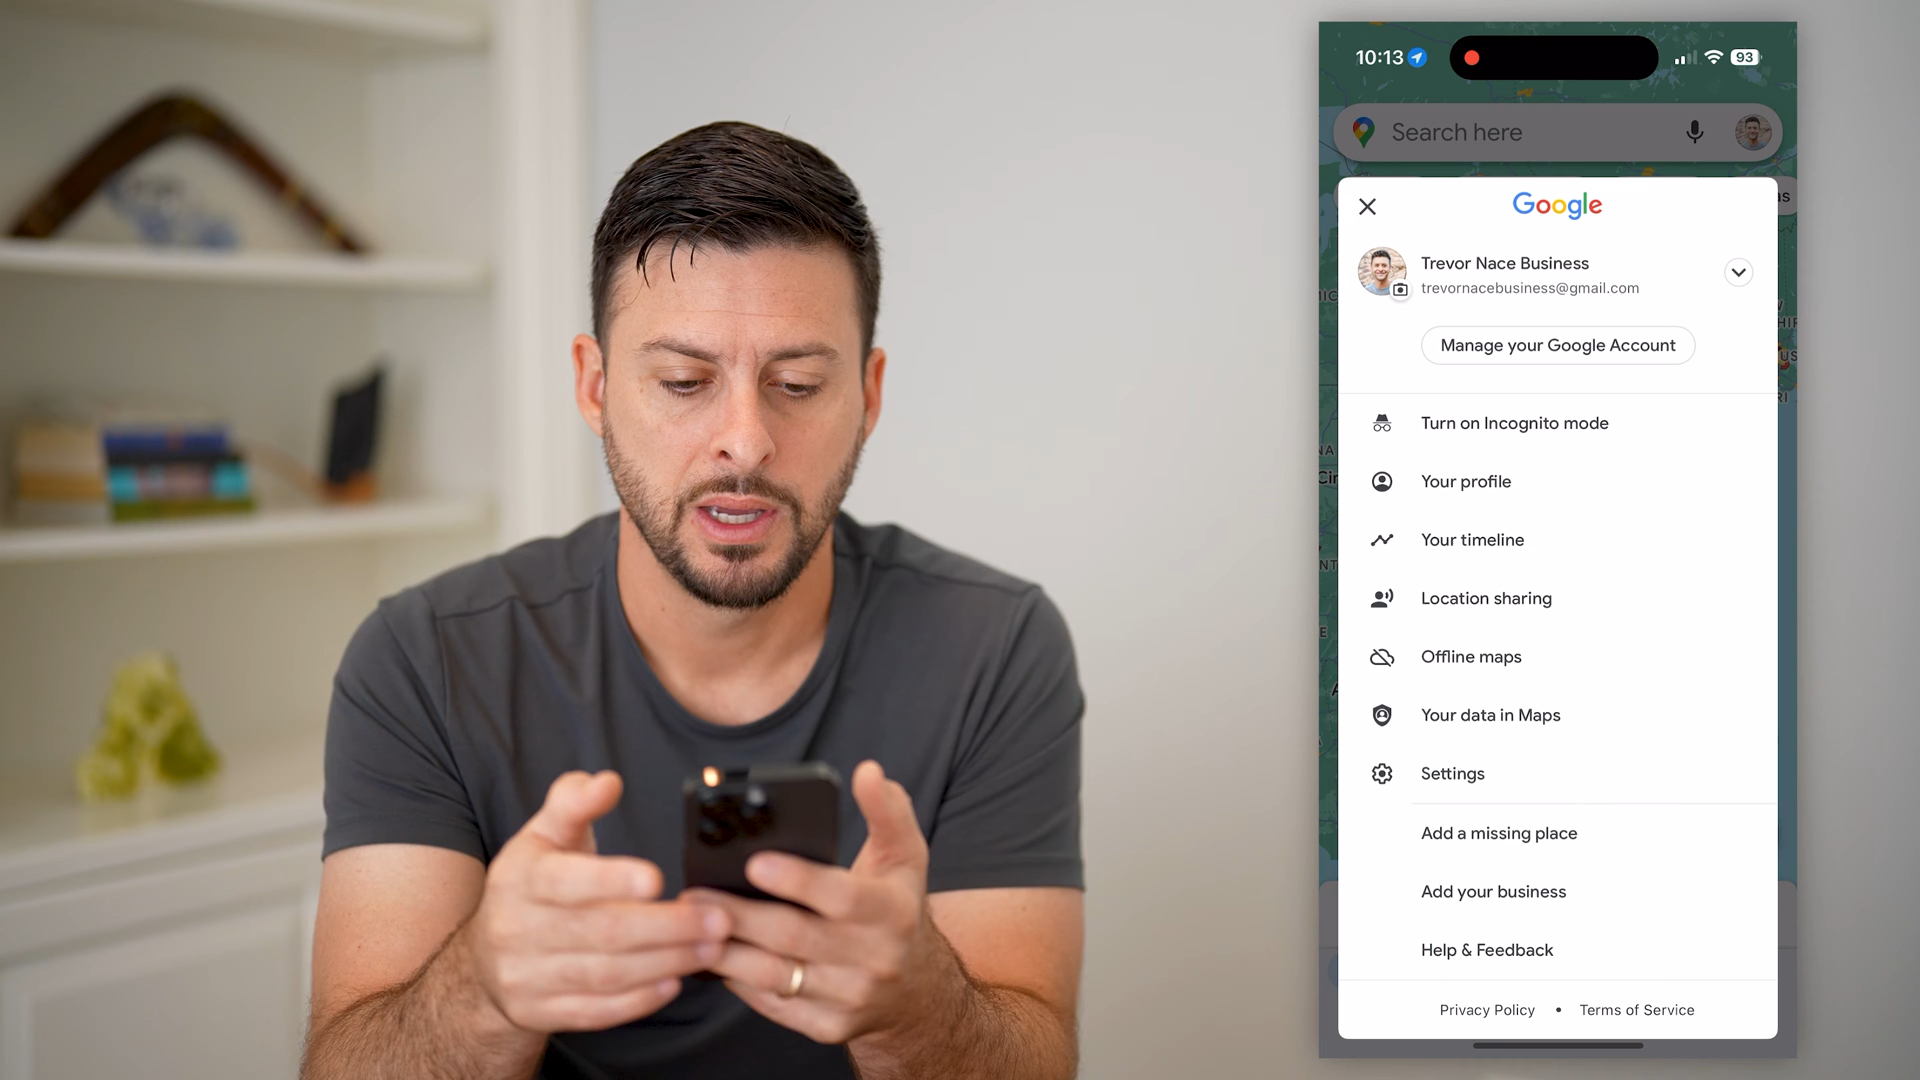 10:13
93
Search here
as
Google
Trevor Nace Business
trevornacebusiness@gmail.com
Manage your Google Account
Turn on Incognito mode
Your profile
Your timeline
Location sharing
Offline maps
Your data in Maps
Settings
Add a missing place
Add your business
Help & Feedback
Privacy Policy • Terms of Service